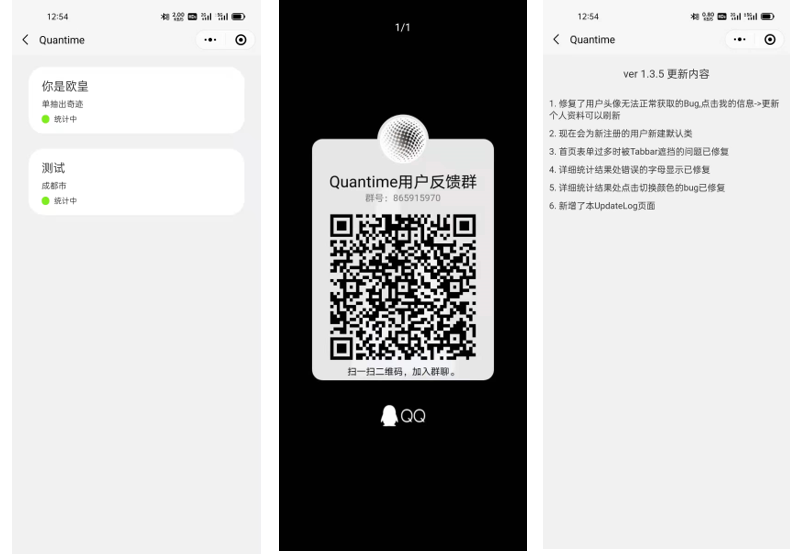 12:54
2.00
KB/S
Quantime
你是欧皇
单抽出奇迹
统计中
测试
成都市
统计中
1/1
Quantime用户反馈群
群号：865915970
扫一扫二维码，加入群聊。
QQ
12:54
0.80
KB/S
Quantime
ver 1.3.5 更新内容
1. 修复了用户头像无法正常获取的Bug,点击我的信息->更新
个人资料可以刷新
2. 现在会为新注册的用户新建默认类
3. 首页表单过多时被Tabbar遮挡的问题已修复
4. 详细统计结果处错误的字母显示已修复
5. 详细统计结果处点击切换颜色的bug已修复
6. 新增了本UpdateLog页面